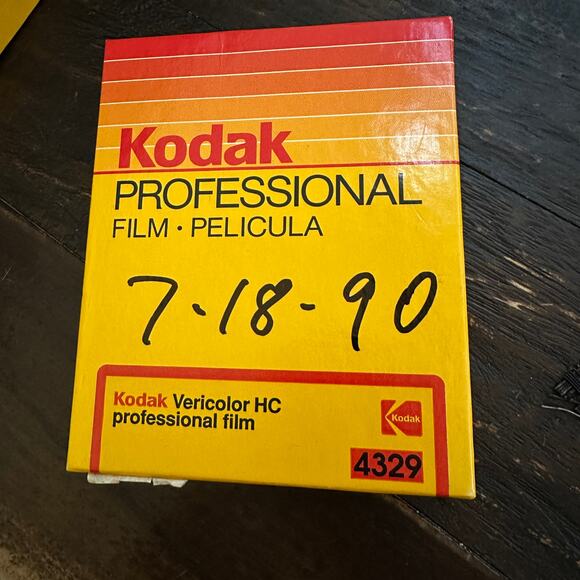 Kodak
PROFESSIONAL
FILM · PELICULA
7-18-90
Kodak Vericolor HC
professional film
Kodak
4329